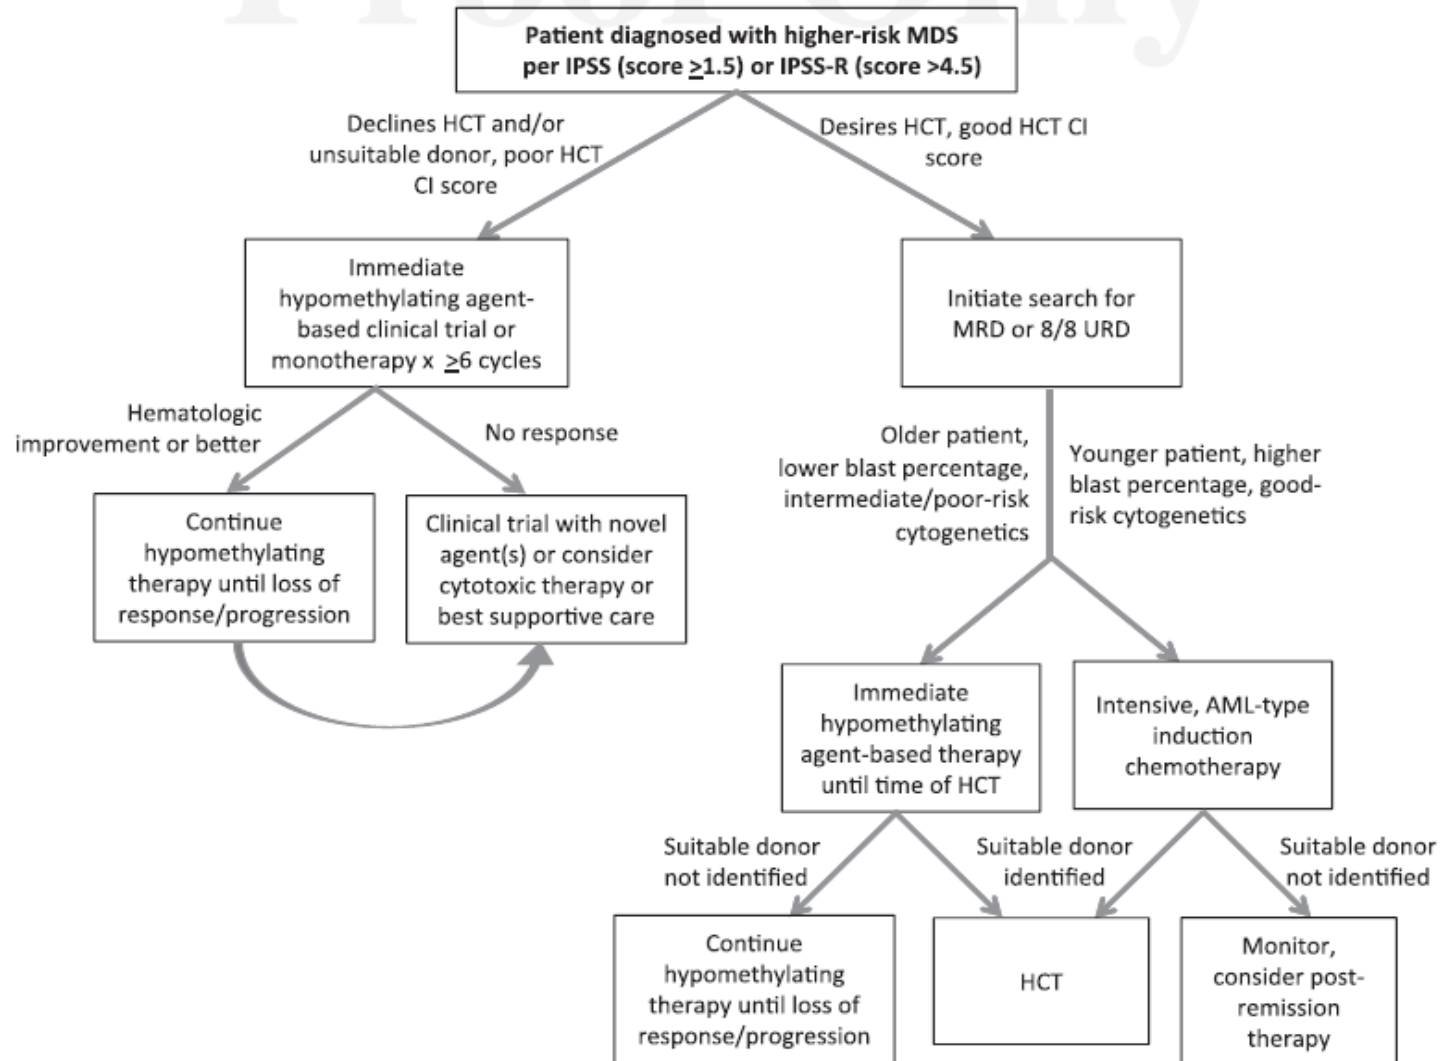 Proof Only
Patient diagnosed with higher-risk MDS
per IPSS (score ≥1.5) or IPSS-R (score >4.5)
Declines HCT and/or
unsuitable donor, poor HCT
CI score
Desires HCT, good HCT CI
score
Immediate
hypomethylating agent-
based clinical trial or
monotherapy x ≥6 cycles
Initiate search for
MRD or 8/8 URD
Hematologic
improvement or better
No response
Older patient,
lower blast percentage,
intermediate/poor-risk
cytogenetics
Younger patient, higher
blast percentage, good-
risk cytogenetics
Continue
hypomethylating
therapy until loss of
response/progression
Clinical trial with novel
agent(s) or consider
cytotoxic therapy or
best supportive care
Immediate
hypomethylating
agent-based therapy
until time of HCT
Intensive, AML-type
induction
chemotherapy
Suitable donor
not identified
Suitable donor
identified
Suitable donor
not identified
Continue
hypomethylating
therapy until loss of
response/progression
HCT
Monitor,
consider post-
remission
therapy